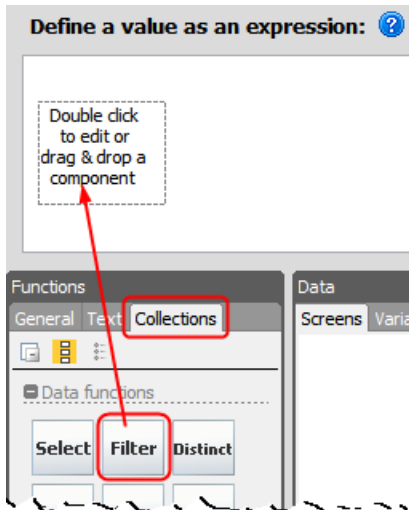 Define a value as an expression: ?
Double click
to edit or
drag & drop a
component
Functions
Data
General Text Collections
Screens Varia
Data functions
Select Filter Distinct